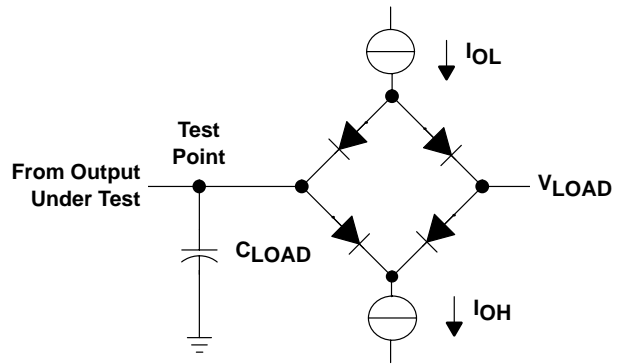 IOL
Test
Point
From Output
Under Test
VLOAD
CLOAD
IOH